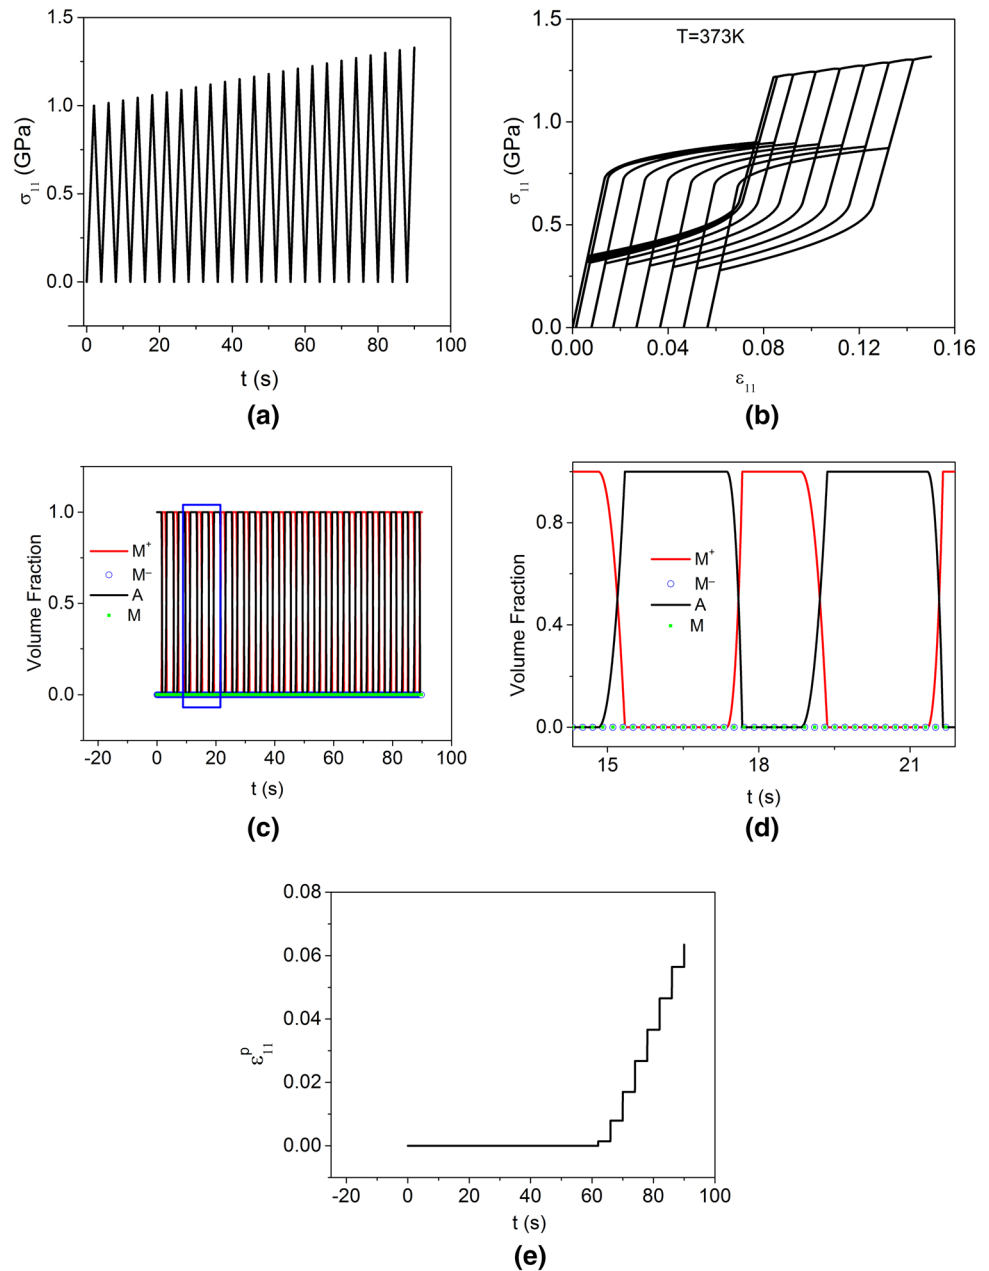 1.5
1.0
0.5
0.0
σ11 (GPa)
0 20 40 60 80 100
t (s)
(a)
T=373K
1.5
1.0
0.5
0.0
σ11 (GPa)
0.00 0.04 0.08 0.12 0.16
ε11
(b)
1.0
0.5
0.0
Volume Fraction
M+
M−
A
M
-20 0 20 40 60 80 100
t (s)
(c)
0.8
0.4
0.0
Volume Fraction
M+
M−
A
M
15 18 21
t (s)
(d)
0.08
0.06
0.04
0.02
0.00
εp11
-20 0 20 40 60 80 100
t (s)
(e)